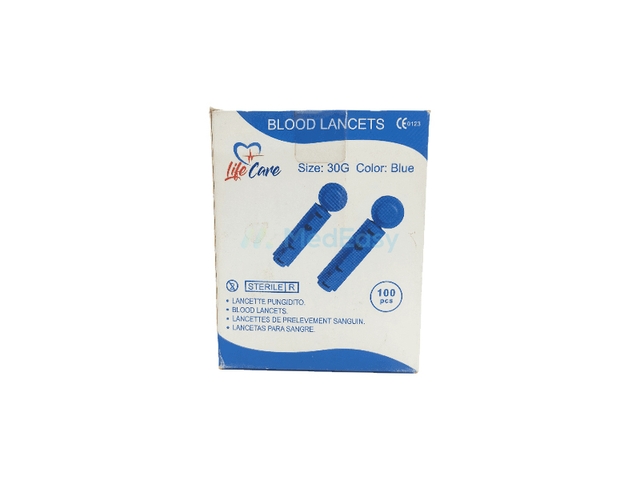 BLOOD LANCETS CE0123
Life Care
Size: 30G Color: Blue
MedEasy
STERILE R
100
pcs
• LANCETTE PUNGIDITO.
• BLOOD LANCETS.
• LANCETTES DE PRELEVEMENT SANGUIN.
• LANCETAS PARA SANGRE.